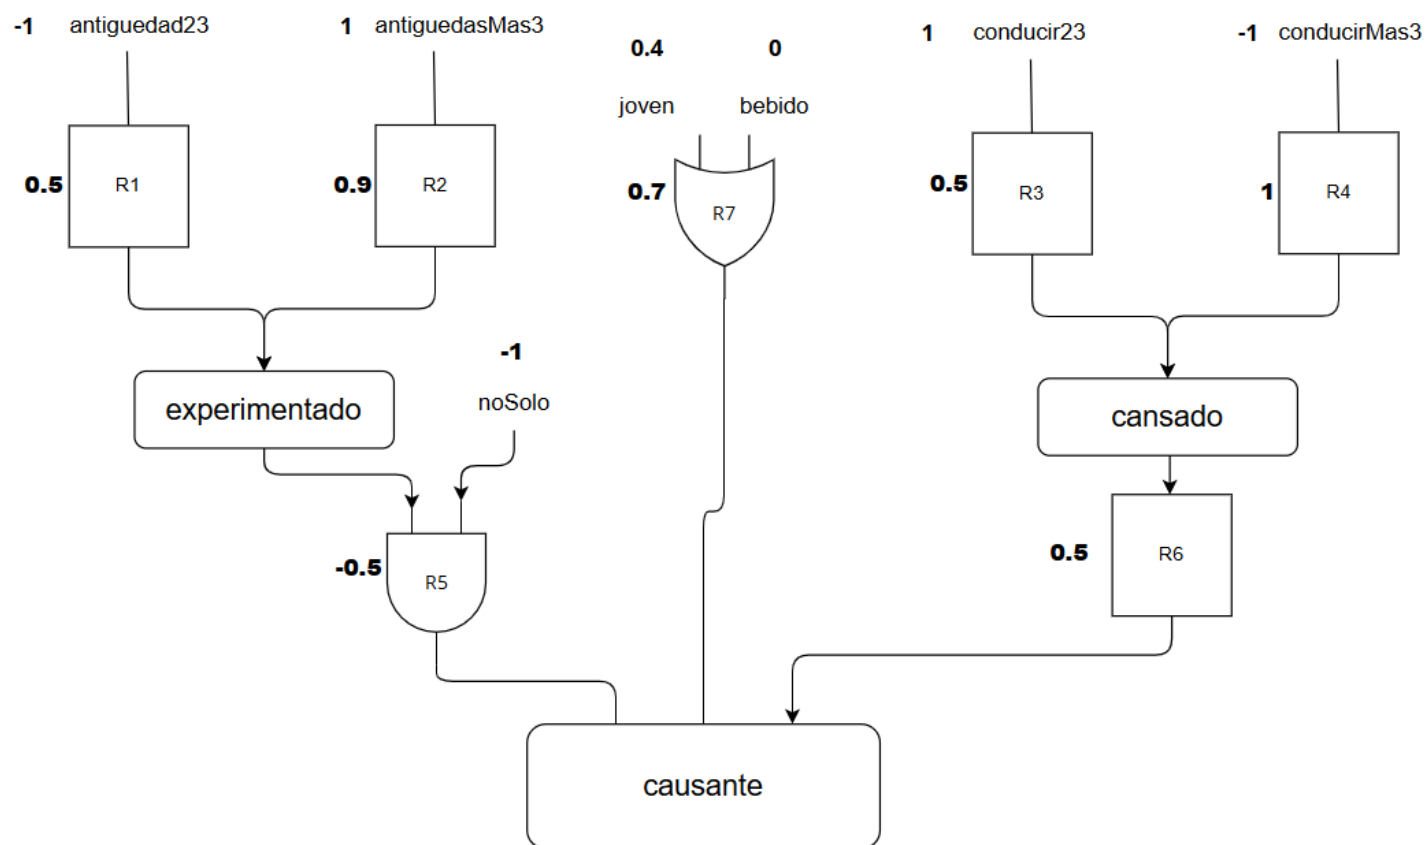 -1 antiguedad23
1 antiguedasMas3
0.4
0
joven
bebido
1 conducir23
-1 conducirMas3
0.5
R1
0.9
R2
0.7
R7
0.5
R3
1
R4
experimentado
-1
noSolo
cansado
-0.5
R5
0.5
R6
causante